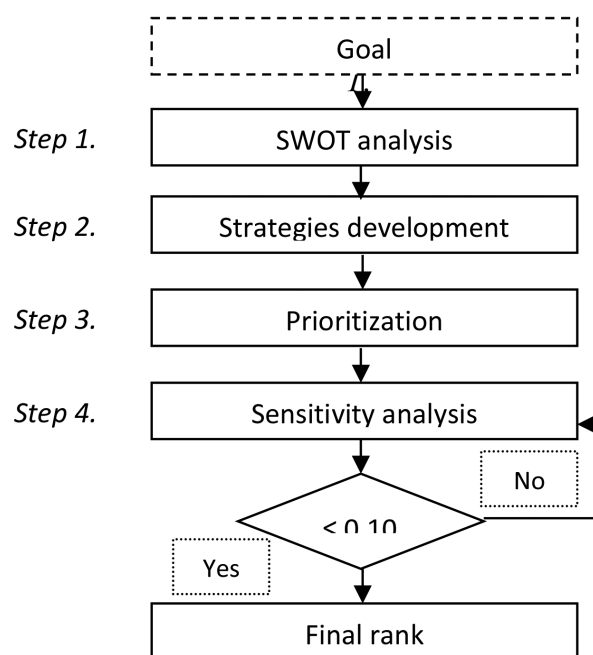 Goal
Step 1.
SWOT analysis
Step 2.
Strategies development
Step 3.
Prioritization
Step 4.
Sensitivity analysis
No
< 0.10
Yes
Final rank